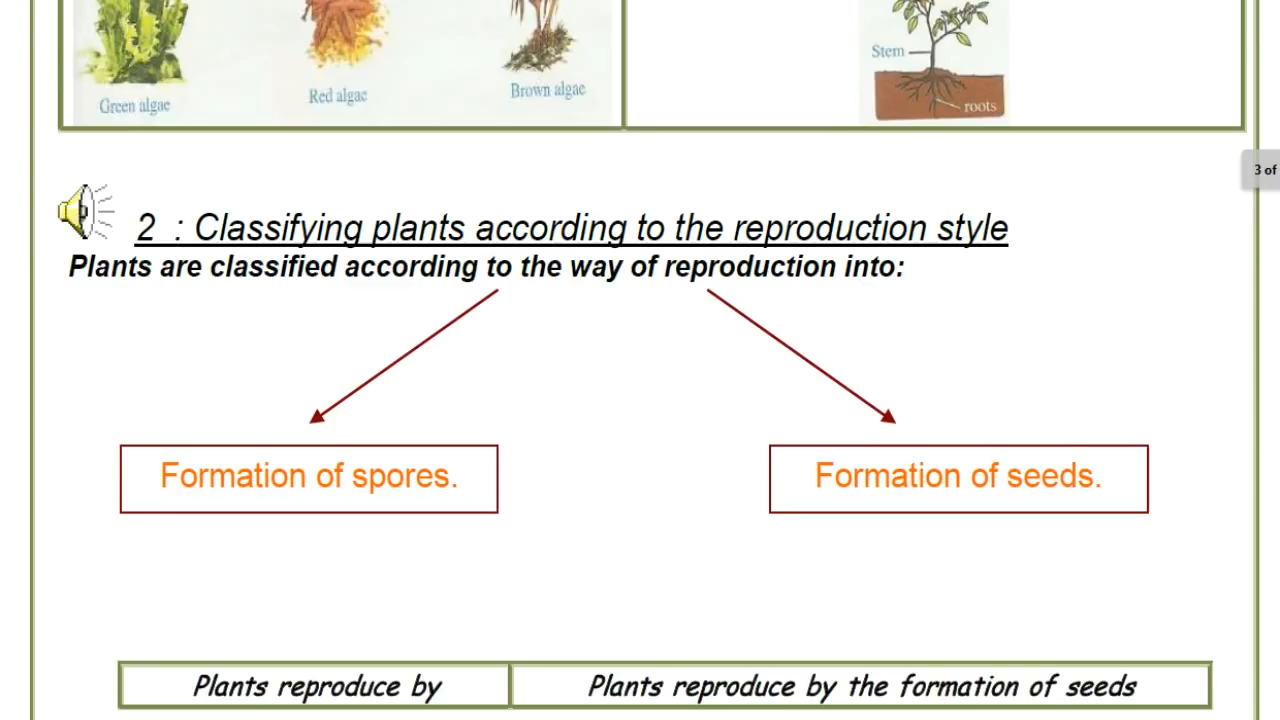 Stem
roots
Green algae
Red algae
Brown algae
3 of
2 : Classifying plants according to the reproduction style
Plants are classified according to the way of reproduction into:
Formation of spores.
Formation of seeds.
Plants reproduce by
Plants reproduce by the formation of seeds